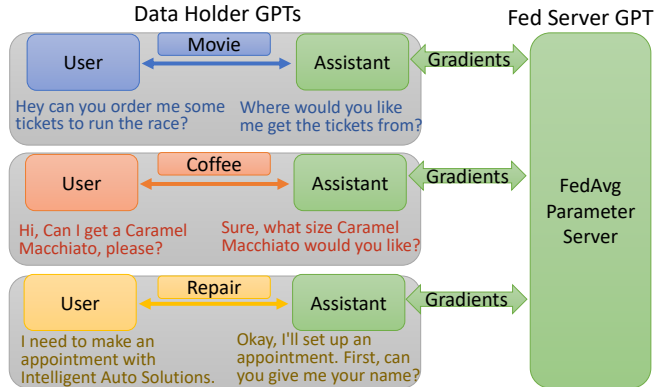 Data Holder GPTs
Fed Server GPT
Movie
User
Assistant
Gradients
Hey can you order me some
tickets to run the race?
Where would you like
me get the tickets from?
Coffee
User
Assistant
Gradients
Hi, Can I get a Caramel
Macchiato, please?
Sure, what size Caramel
Macchiato would you like?
Repair
User
Assistant
Gradients
I need to make an
appointment with
Intelligent Auto Solutions.
Okay, I'll set up an
appointment. First, can
you give me your name?
FedAvg
Parameter
Server